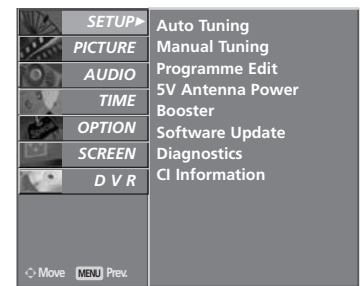 SETUP▶
PICTURE
AUDIO
TIME
OPTION
SCREEN
D V R
Auto Tuning
Manual Tuning
Programme Edit
5V Antenna Power
Booster
Software Update
Diagnostics
CI Information
Move MENU Prev.